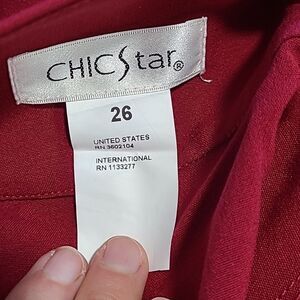 CHICStar®
26
UNITED STATES
RN 3602104
INTERNATIONAL
RN 1133277